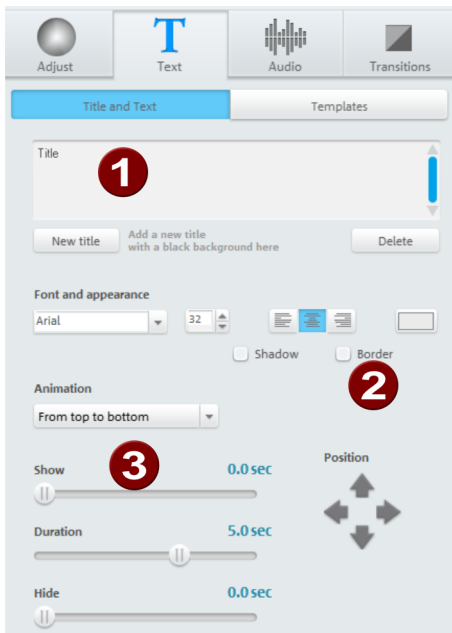 T
Adjust Text Audio Transitions
Title and Text Templates
Title
1
New title Add a new title Delete
with a black background here
Font and appearance
Arial 32
Shadow Border
2
Animation
From top to bottom
3
Show 0.0 sec Position
Duration 5.0 sec
Hide 0.0 sec